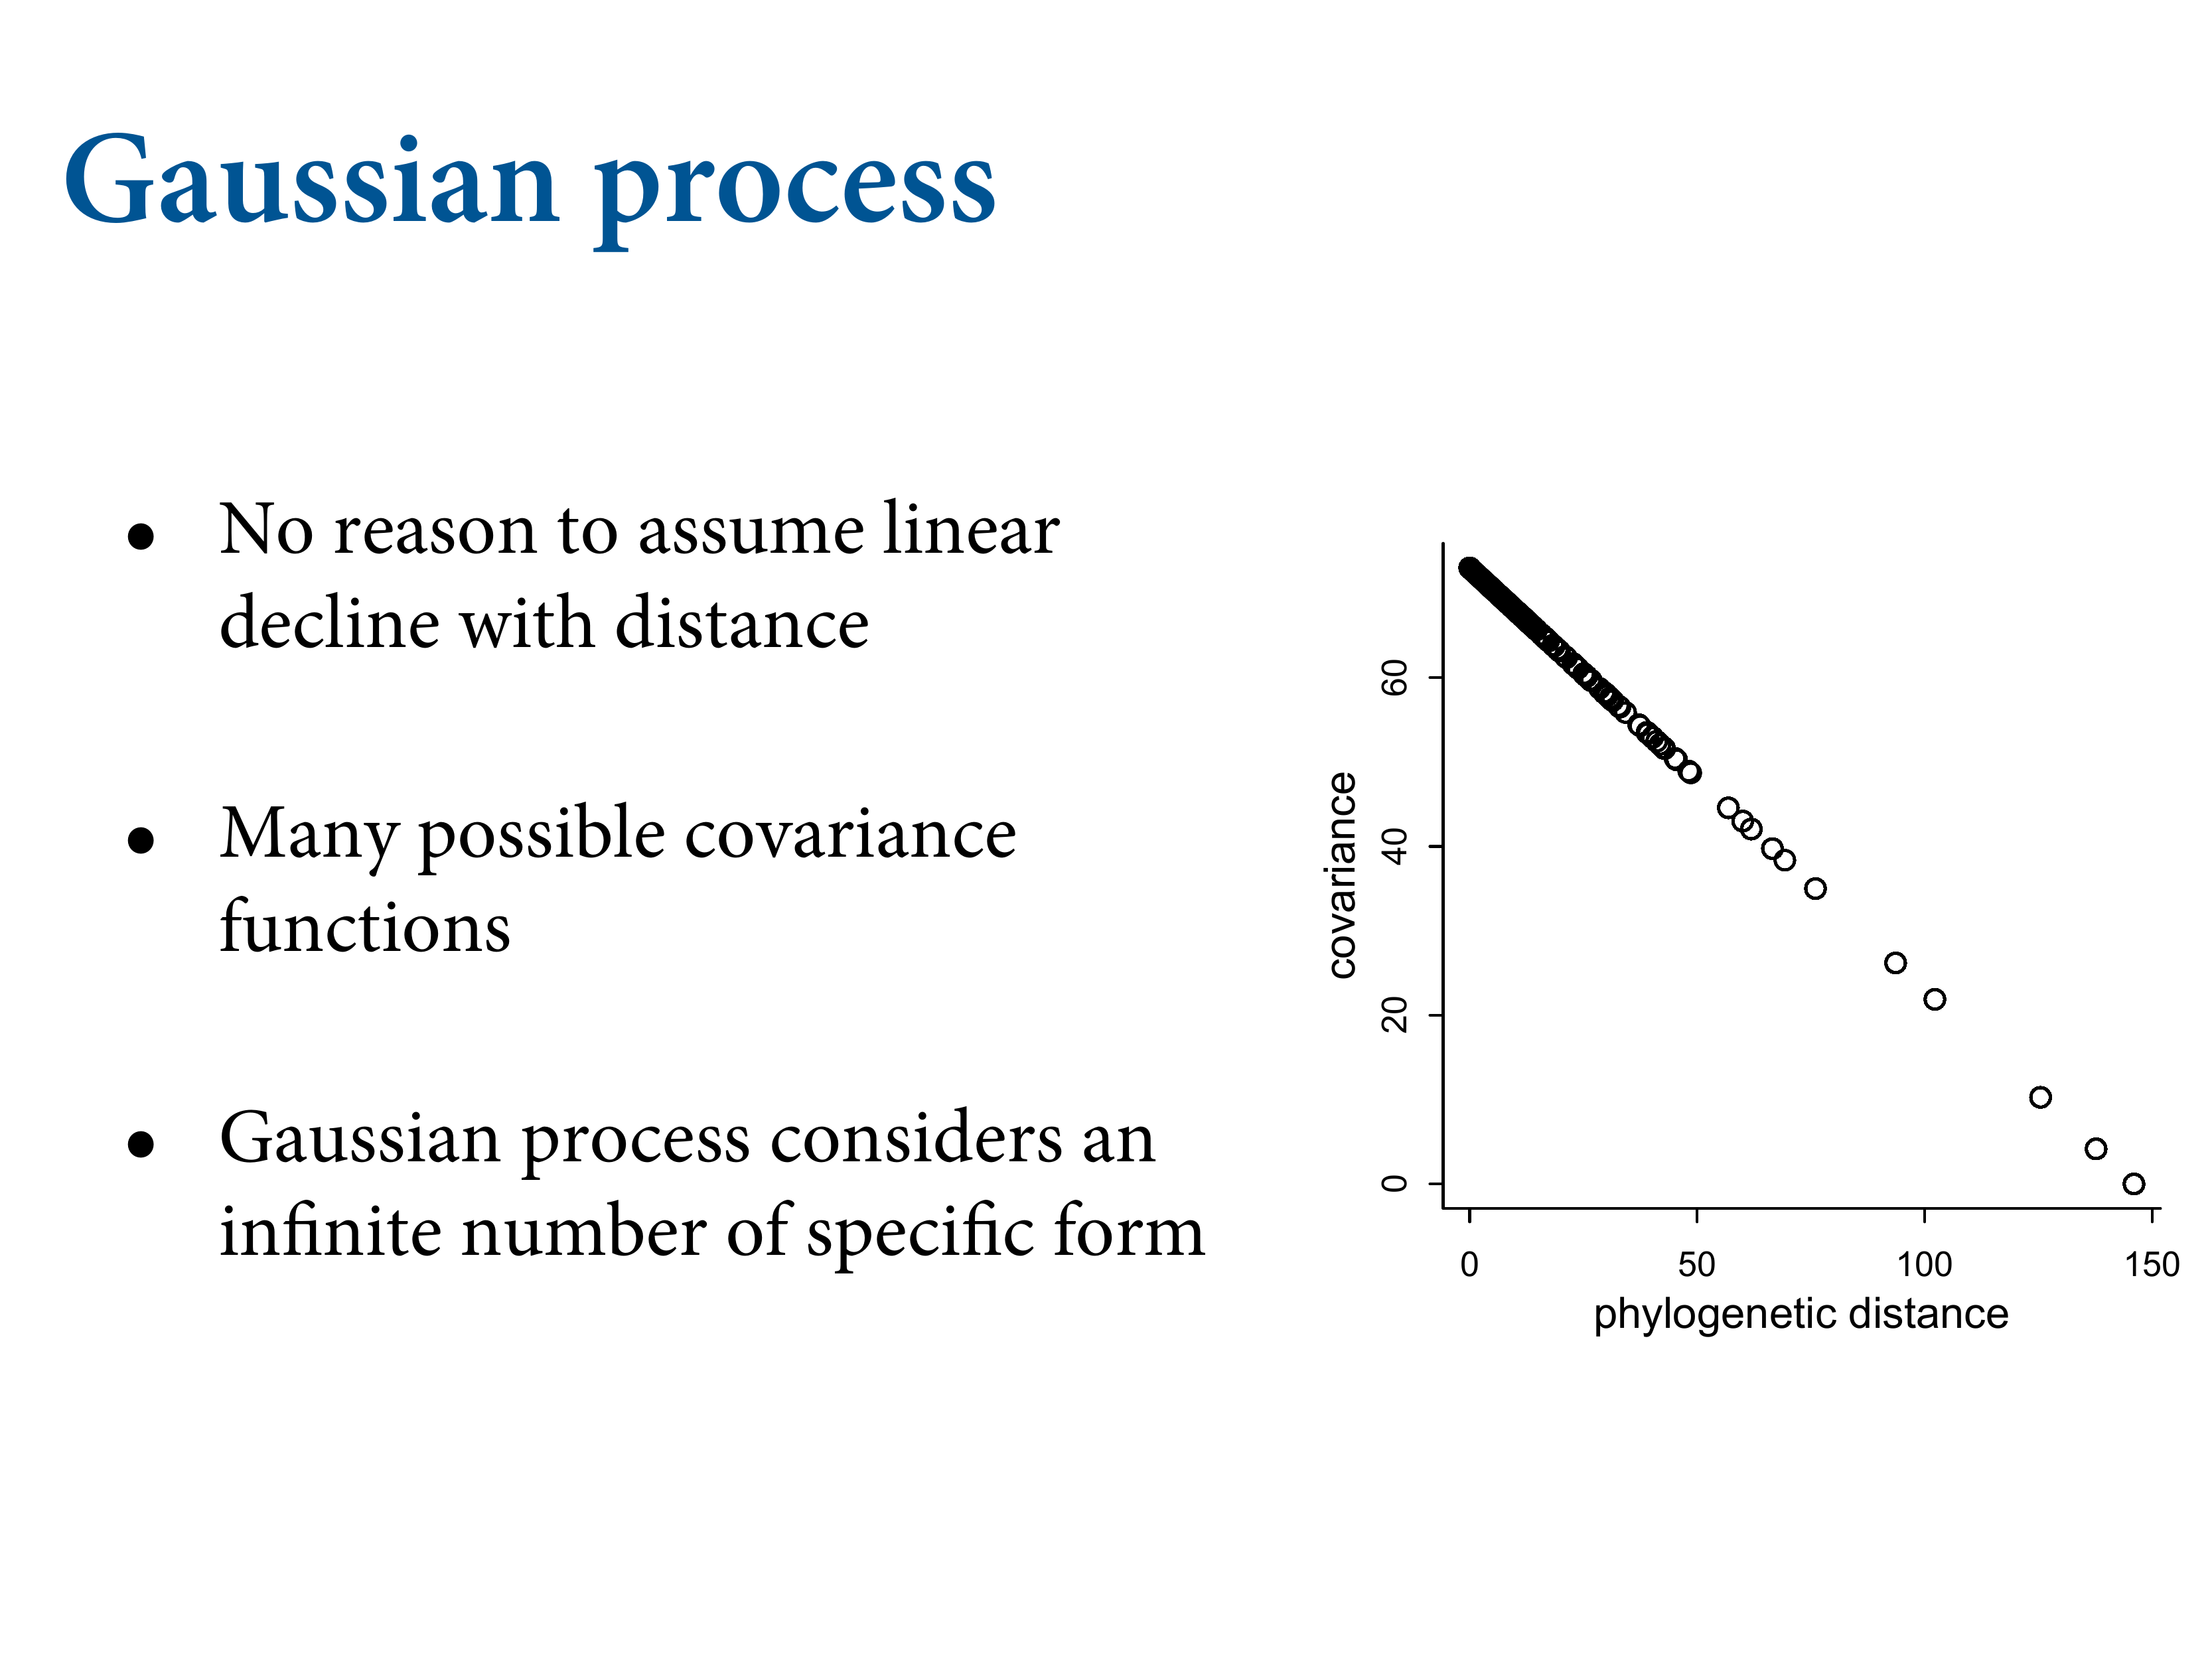 Gaussian process
• No reason to assume linear
decline with distance
• Many possible covariance
functions
• Gaussian process considers an
infinite number of specific form
covariance
60
40
20
0
0 50 100 150
phylogenetic distance